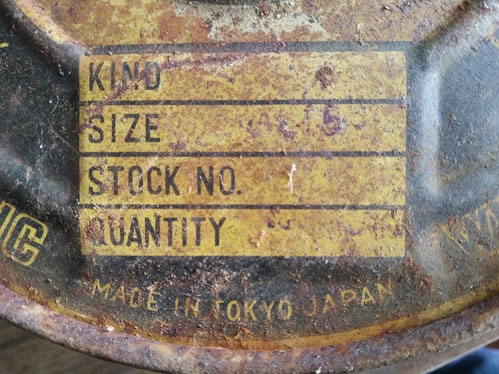 KIND
SIZE
STOCK NO.
QUANTITY
MADE IN TOKYO JAPAN